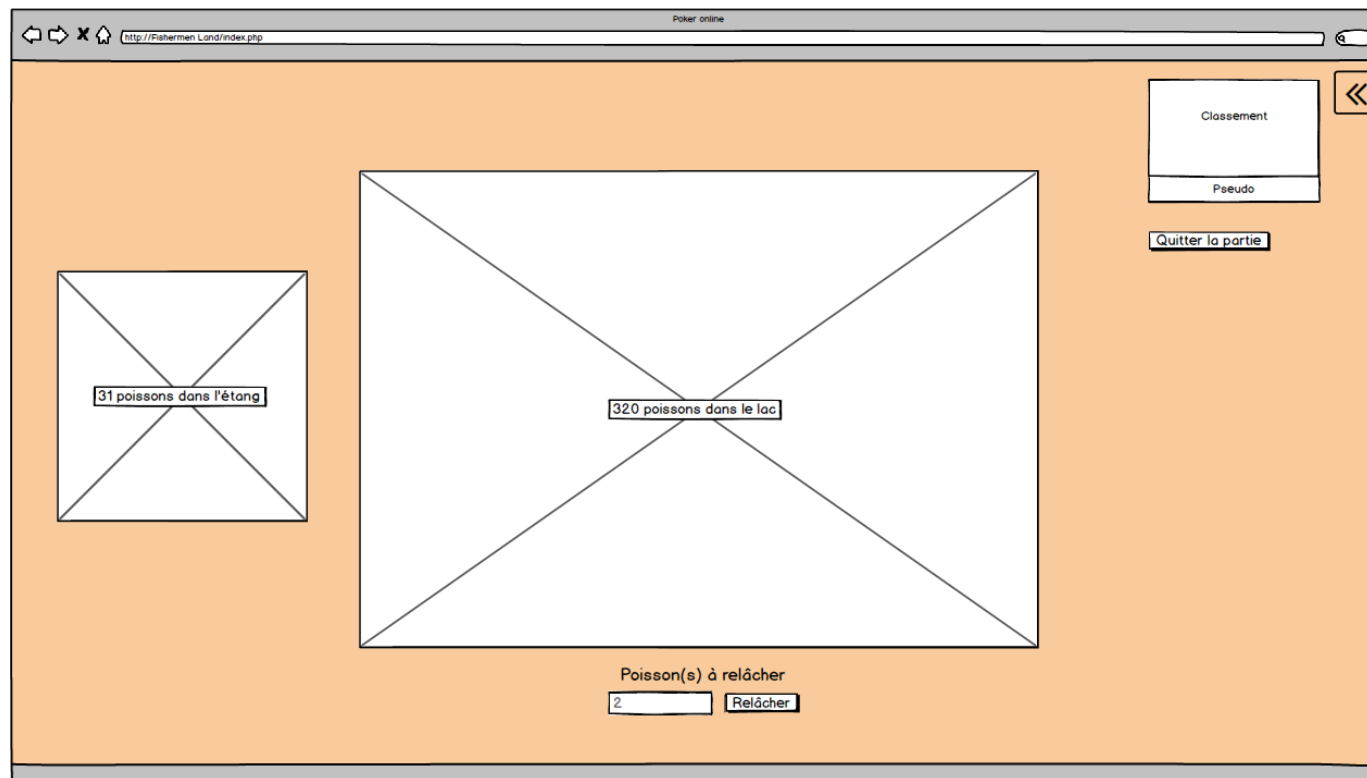 Poker online
http://Fishermen Land/index.php
Classement
Pseudo
Quitter la partie
31 poissons dans l'étang
320 poissons dans le lac
Poisson(s) à relâcher
2
Relâcher